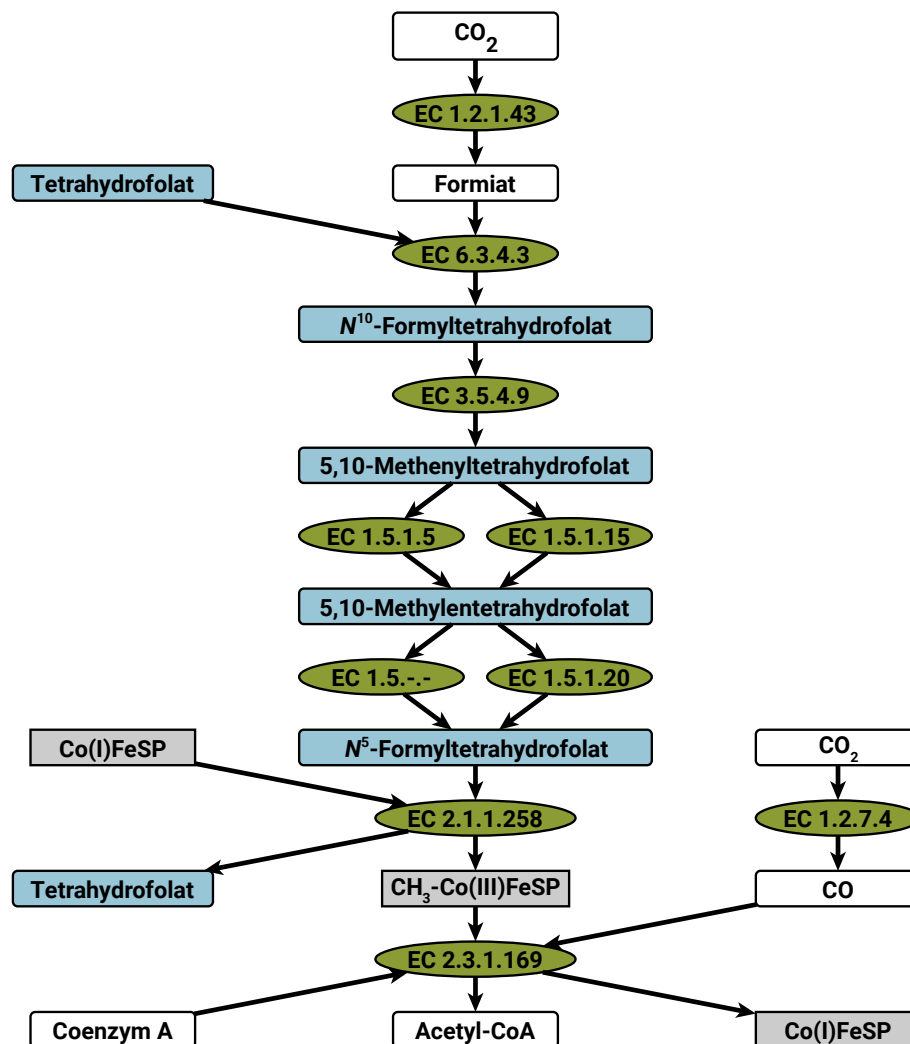 CO₂
EC 1.2.1.43
Tetrahydrofolat
Formiat
EC 6.3.4.3
N¹⁰-Formyltetrahydrofolat
EC 3.5.4.9
5,10-Methenyltetrahydrofolat
EC 1.5.1.5
EC 1.5.1.15
5,10-Methylentetrahydrofolat
EC 1.5.-.-
EC 1.5.1.20
Co(I)FeSP
N⁵-Formyltetrahydrofolat
CO₂
EC 2.1.1.258
EC 1.2.7.4
Tetrahydrofolat
CH₃-Co(III)FeSP
CO
EC 2.3.1.169
Coenzym A
Acetyl-CoA
Co(I)FeSP